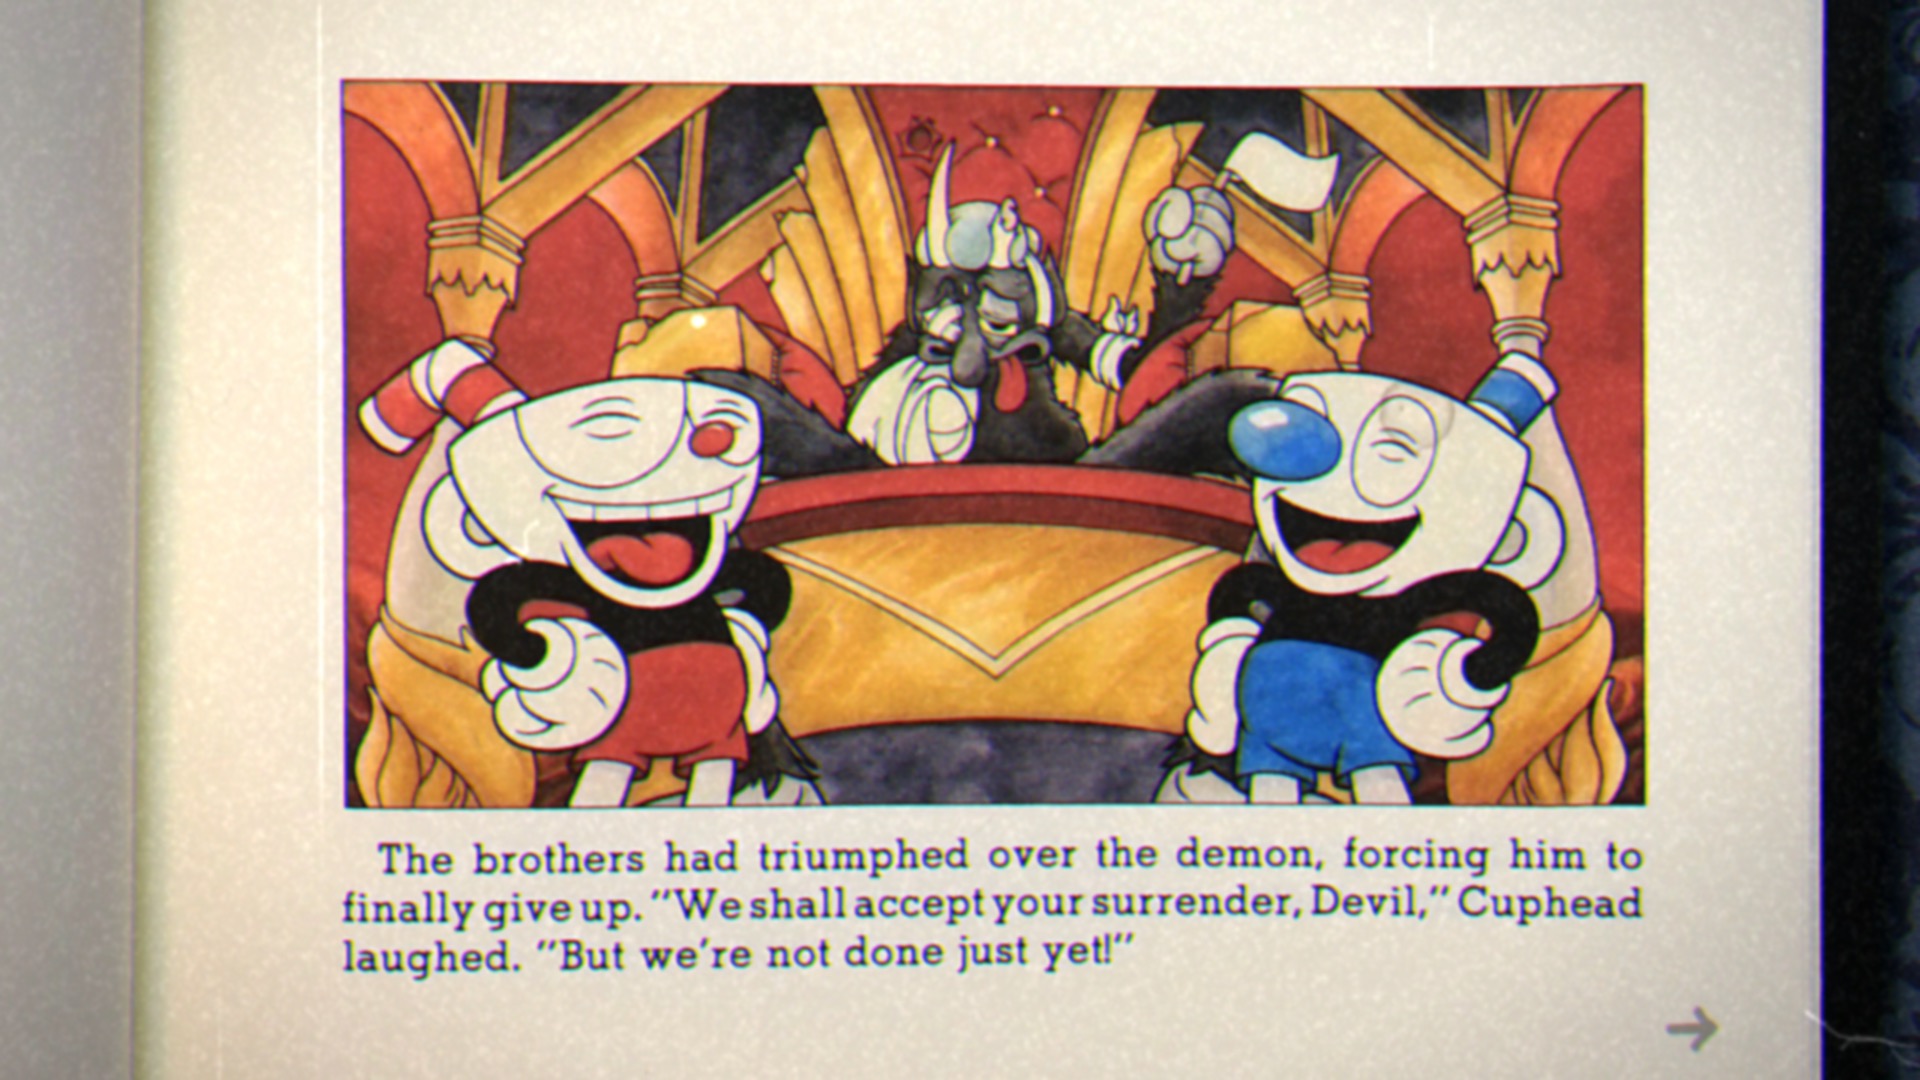 The brothers had triumphed over the demon, forcing him to
finally give up. “We shall accept your surrender, Devil,” Cuphead
laughed. “But we’re not done just yet!”